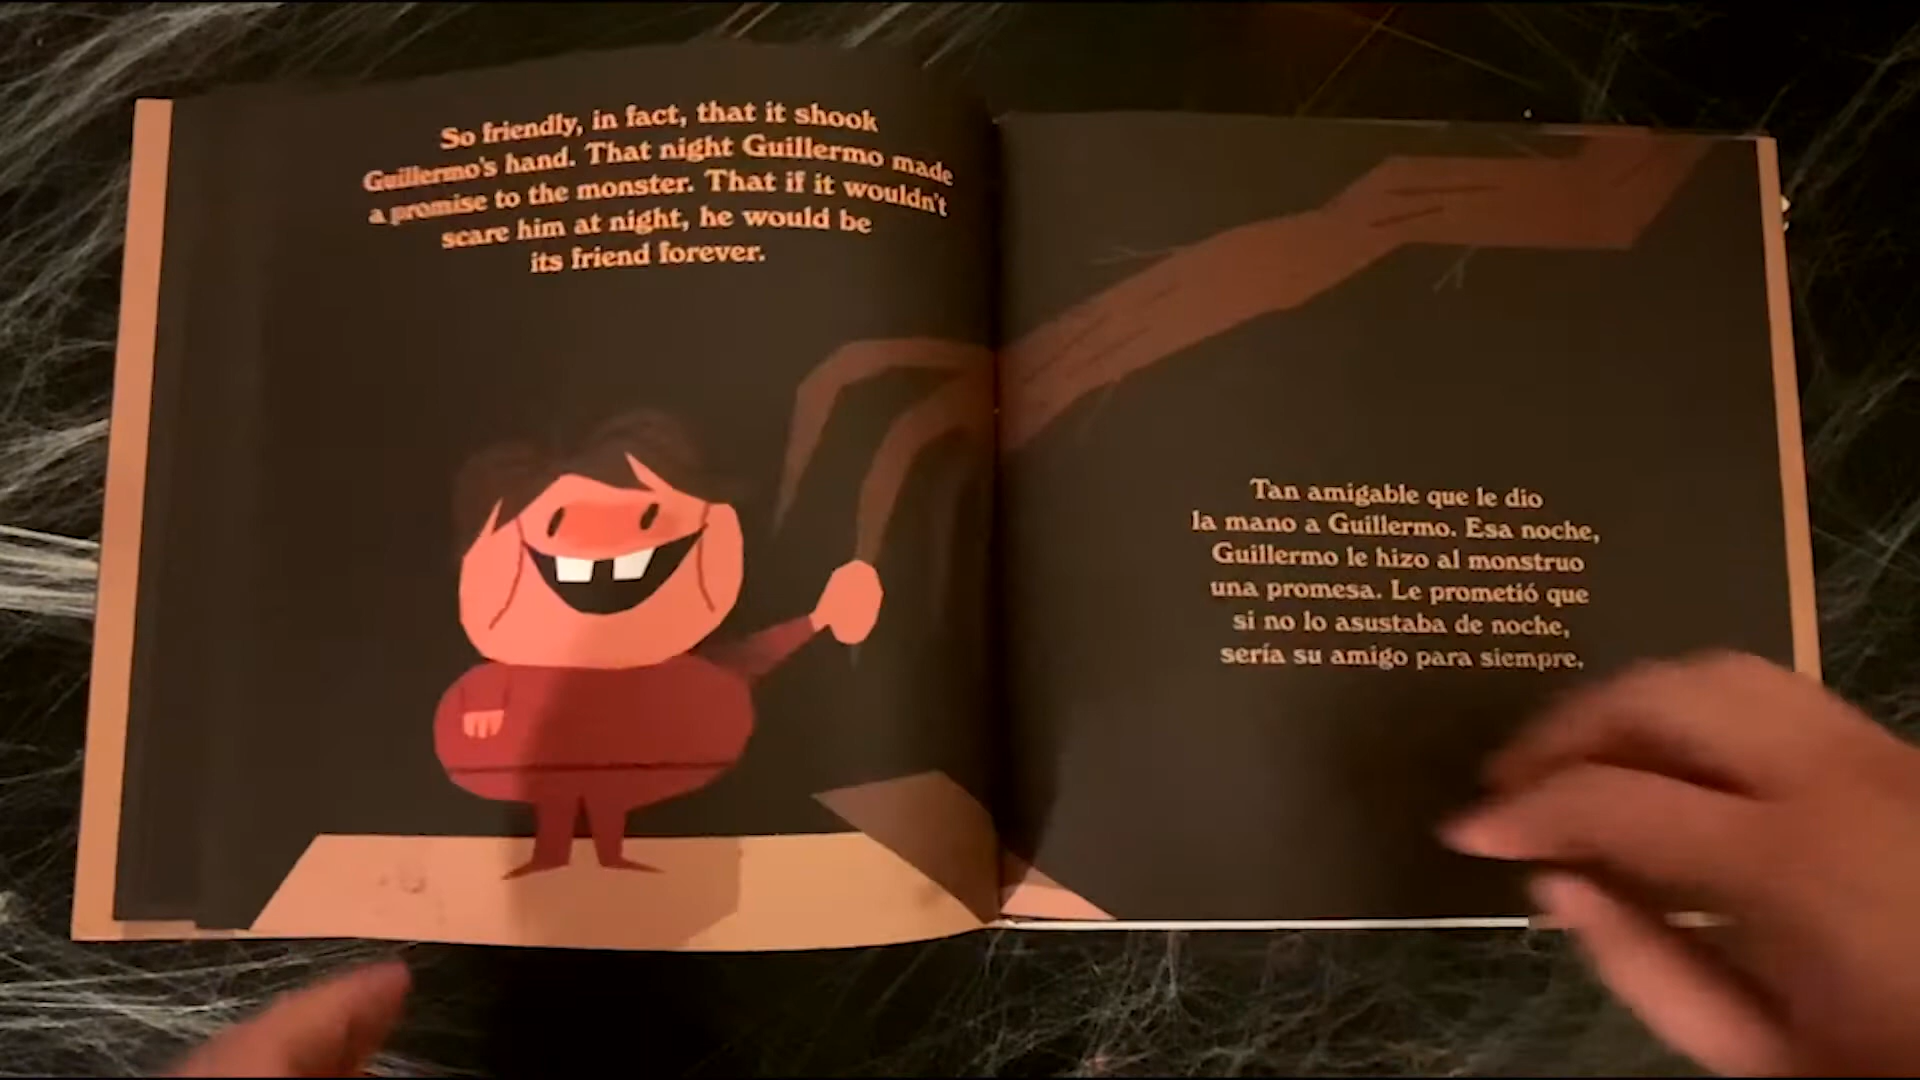 So friendly, in fact, that it shook
Guillermo's hand. That night Guillermo made
a promise to the monster. That if it wouldn't
scare him at night, he would be
its friend forever.
Tan amigable que le dio
la mano a Guillermo. Esa noche,
Guillermo le hizo al monstruo
una promesa. Le prometió que
si no lo asustaba de noche,
sería su amigo para siempre.